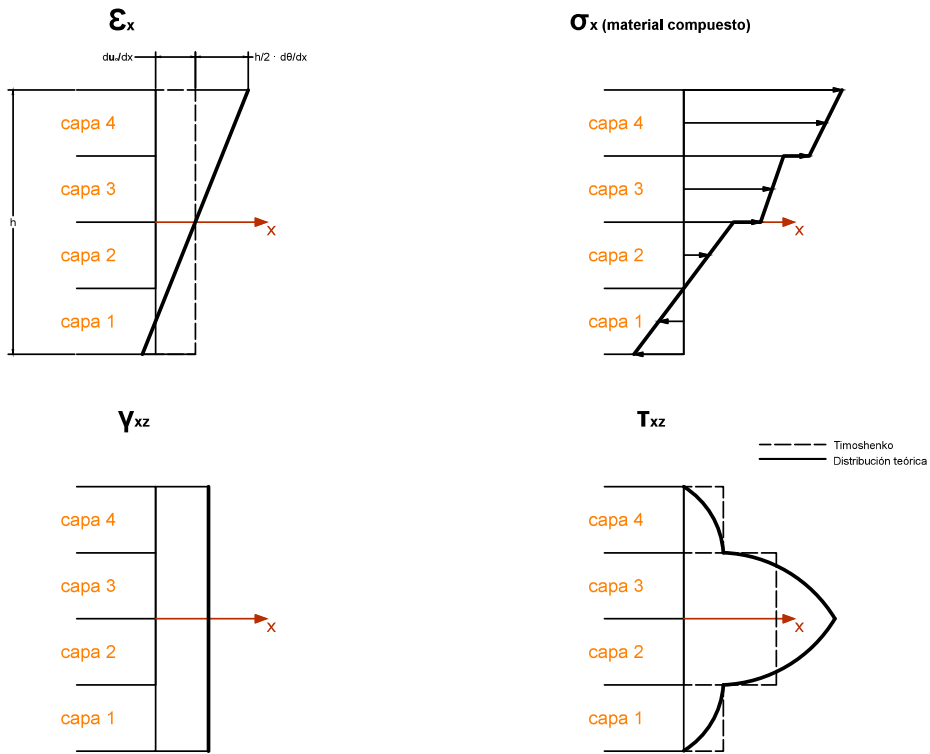 εx
σx (material compuesto)
du₀/dx
h/2 · dθ/dx
capa 4
capa 3
capa 2
capa 1
h
x
capa 4
capa 3
capa 2
capa 1
x
γxz
τxz
Timoshenko
Distribución teórica
capa 4
capa 3
capa 2
capa 1
x
capa 4
capa 3
capa 2
capa 1
x